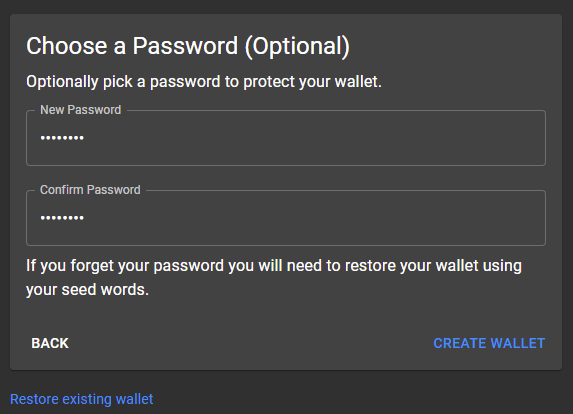 Choose a Password (Optional)
Optionally pick a password to protect your wallet.
New Password
••••••••
Confirm Password
••••••••
If you forget your password you will need to restore your wallet using
your seed words.
BACK
CREATE WALLET
Restore existing wallet